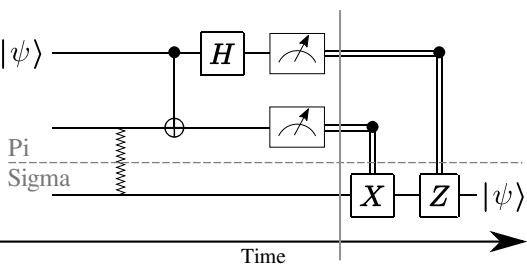 |ψ⟩ H
Pi
Sigma
X Z |ψ⟩
Time